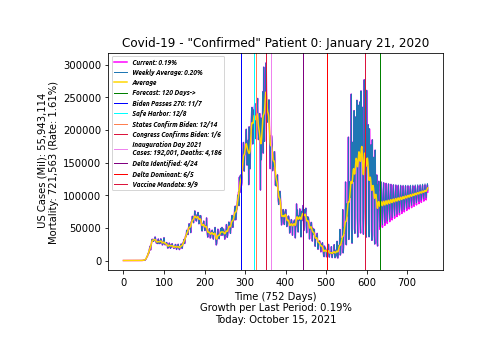 Covid-19 - "Confirmed" Patient 0: January 21, 2020
US Cases (Mil): 55,943,114
Mortality: 721,563 (Rate: 1.61%)
300000
250000
200000
150000
100000
50000
0
Current: 0.19%
Weekly Average: 0.20%
Average
Forecast: 120 Days->
Biden Passes 270: 11/7
Safe Harbor: 12/8
States Confirm Biden: 12/14
Congress Confirms Biden: 1/6
Inauguration Day 2021
Cases: 192,001, Deaths: 4,186
Delta Identified: 4/24
Delta Dominant: 6/5
Vaccine Mandate: 9/9
0 100 200 300 400 500 600 700
Time (752 Days)
Growth per Last Period: 0.19%
Today: October 15, 2021